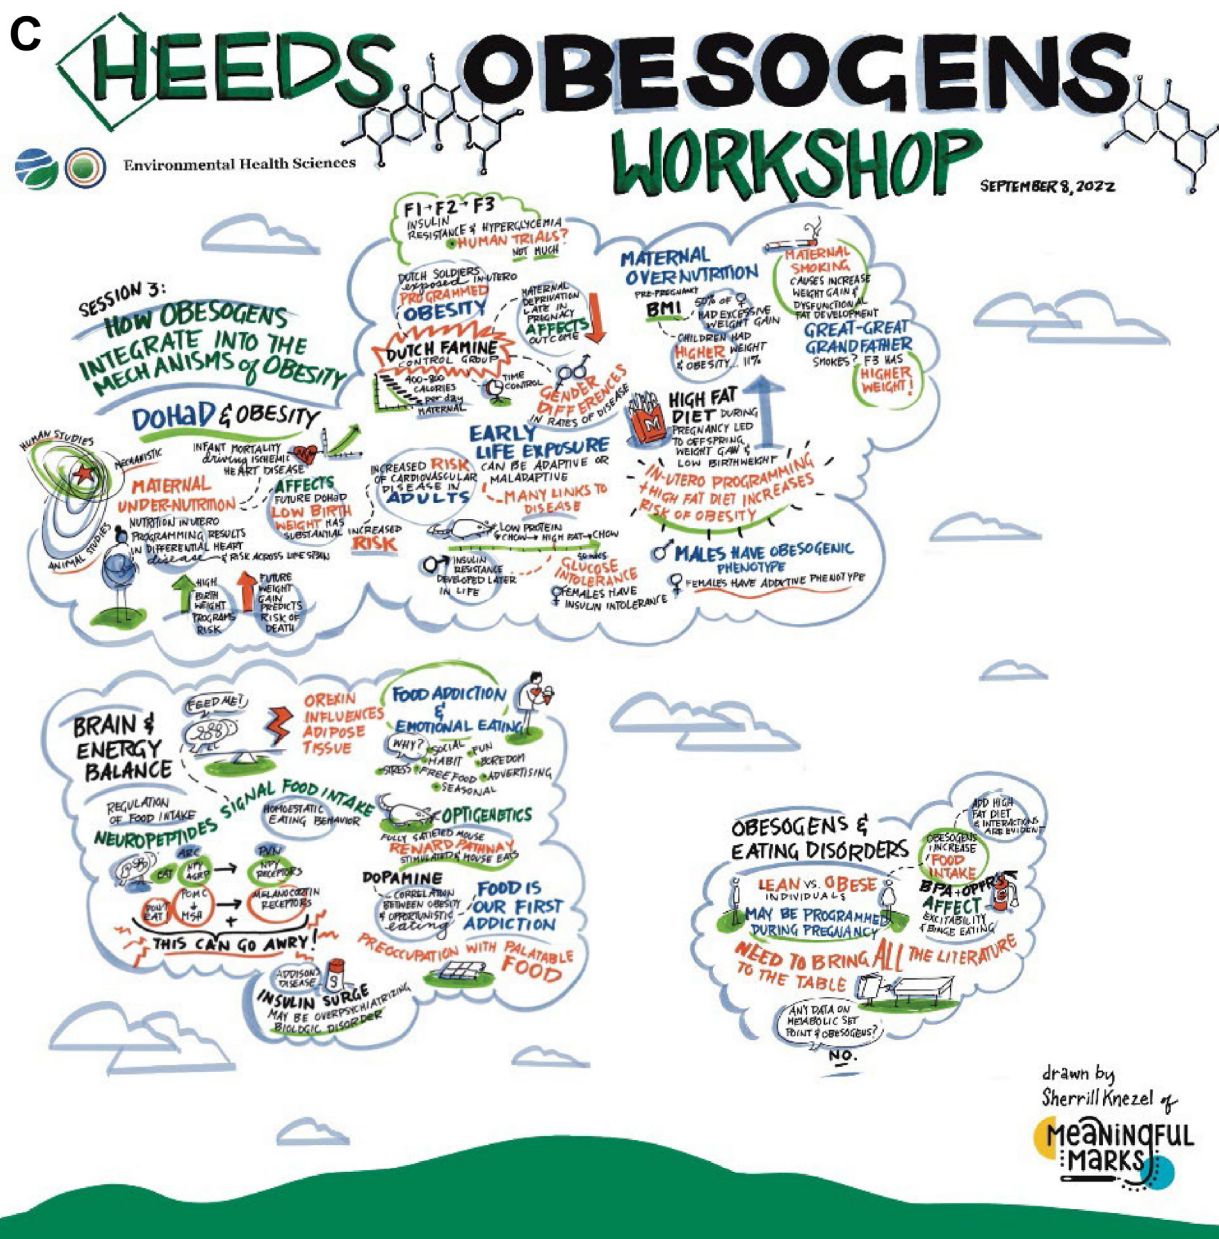 C
HEEDS OBESOGENS
WORKSHOP
SEPTEMBER 8, 2022
Environmental Health Sciences
SESSION 3:
HOW OBESOGENS
INTEGRATE INTO THE
MECHANISMS of OBESITY
DOHaD & OBESITY
HUMAN STUDIES
MECHANISTIC
ANIMAL STUDIES
INFANT MORTALITY
driving ISCHEMIC
HEART DISEASE
MATERNAL
UNDER-NUTRITION
NUTRITION IN UTERO
PROGRAMMING RESULTS
IN DIFFERENTIAL HEART
disease & RISK ACROSS LIFE SPAN
AFFECTS
FUTURE DOHaD
LOW BIRTH
WEIGHT HAS
SUBSTANTIAL
INCREASED
RISK
HIGH
BIRTH
WEIGHT
PROGRAMS
RISK
FUTURE
WEIGHT
GAIN
PREDICTS
RISK OF
DEATH
F1→F2→F3
INSULIN
RESISTANCE & HYPERGLYCEMIA
HUMAN TRIALS?
NOT MUCH
DUTCH SOLDIERS
exposed IN-UTERO
PROGRAMMED
OBESITY
DUTCH FAMINE
CONTROL GROUP
400-800
CALORIES
per day
MATERNAL
TIME
CONTROL
MATERNAL
DEPRIVATION
LATE IN
PREGNACY
AFFECTS
OUTCOME
GENDER
DIFFERENCES
IN RATES OF DISEASE
INCREASED RISK
OF CARDIOVASCULAR
DISEASE IN
ADULTS
EARLY
LIFE EXPOSURE
CAN BE ADAPTIVE OR
MALADAPTIVE
MANY LINKS TO
DISEASE
LOW PROTEIN
CHOW→HIGH FAT→CHOW
INSULIN
RESISTANCE
DEVELOPED LATER
IN LIFE
GLUCOSE
INTOLERANCE
FEMALES HAVE
INSULIN INTOLERANCE
MATERNAL
OVERNUTRITION
PRE-PREGNANT
BMI
50% OF ♀
HAD EXCESSIVE
WEIGHT GAIN
CHILDREN HAD
HIGHER WEIGHT
& OBESITY... 11%
MATERNAL
SMOKING
CAUSES INCREASE
WEIGHT GAIN &
DYSFUNCTIONAL
FAT DEVELOPMENT
GREAT-GREAT
GRANDFATHER
SMOKES? F3 HAS
HIGHER
WEIGHT!
M
HIGH FAT
DIET DURING
PREGNANCY LED
TO OFFSPRING
WEIGHT GAIN &
LOW BIRTHWEIGHT
IN-UTERO PROGRAMMING
+ HIGH FAT DIET INCREASES
RISK OF OBESITY
♂ MALES HAVE OBESOGENIC
PHENOTYPE
♀ FEMALES HAVE ADDITIVE PHENOTYPE
BRAIN &
ENERGY
BALANCE
FEED ME!
OREXIN
INFLUENCES
ADIPOSE
TISSUE
REGULATION
OF FOOD INTAKE
NEUROPEPTIDES SIGNAL FOOD INTAKE
HOMOESTATIC
EATING BEHAVIOR
EAT
ARC
NPY
AGRP
PVN
NPY
RECEPTORS
DON'T
EAT
POMC
MSH
MELANOCORTIN
RECEPTORS
+
THIS CAN GO AWRY!
FOOD ADDICTION
&
EMOTIONAL EATING
WHY?
SOCIAL
FUN
HABIT
BOREDOM
STRESS
FREE FOOD
ADVERTISING
SEASONAL
OPTIGENETICS
FULLY SATIETED MOUSE
REWARD PATHWAY
STIMULATED & MOUSE EATS
DOPAMINE
CORRELATION
BETWEEN OBESITY
& OPPORTUNISTIC
eating
FOOD IS
OUR FIRST
ADDICTION
PREOCCUPATION WITH PALATABLE
FOOD
ADDISONS
DISEASE
INSULIN SURGE
MAY BE OVERPSYCHIATRIZING
BIOLOGIC DISORDER
OBESOGENS &
EATING DISORDERS
ADD HIGH
FAT DIET
& INTERACTIONS
ARE EVIDENT
OBESOGENS
INCREASE
FOOD
INTAKE
LEAN VS. OBESE
INDIVIDUALS
MAY BE PROGRAMMED
DURING PREGNANCY
AFFECT
EXCITABILITY
& BINGE EATING
NEED TO BRING ALL THE LITERATURE
TO THE TABLE
ANY DATA ON
METABOLIC SET
POINT & OBESOGENS?
NO.
drawn by
Sherrill Knezel of
MEANINGFUL
MARKS